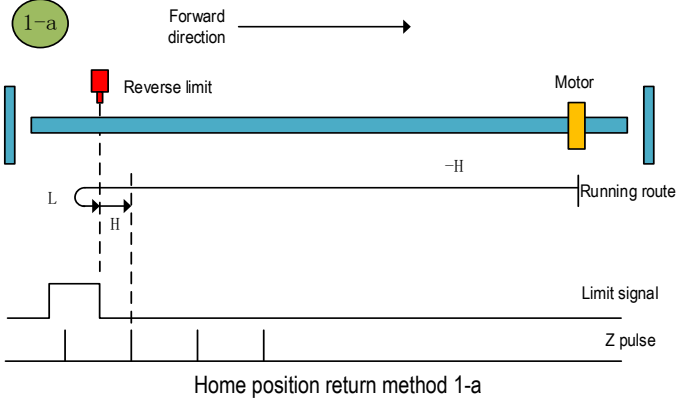 1-a
Forward
direction
Reverse limit
Motor
-H
L
Running route
H
Limit signal
Z pulse
Home position return method 1-a